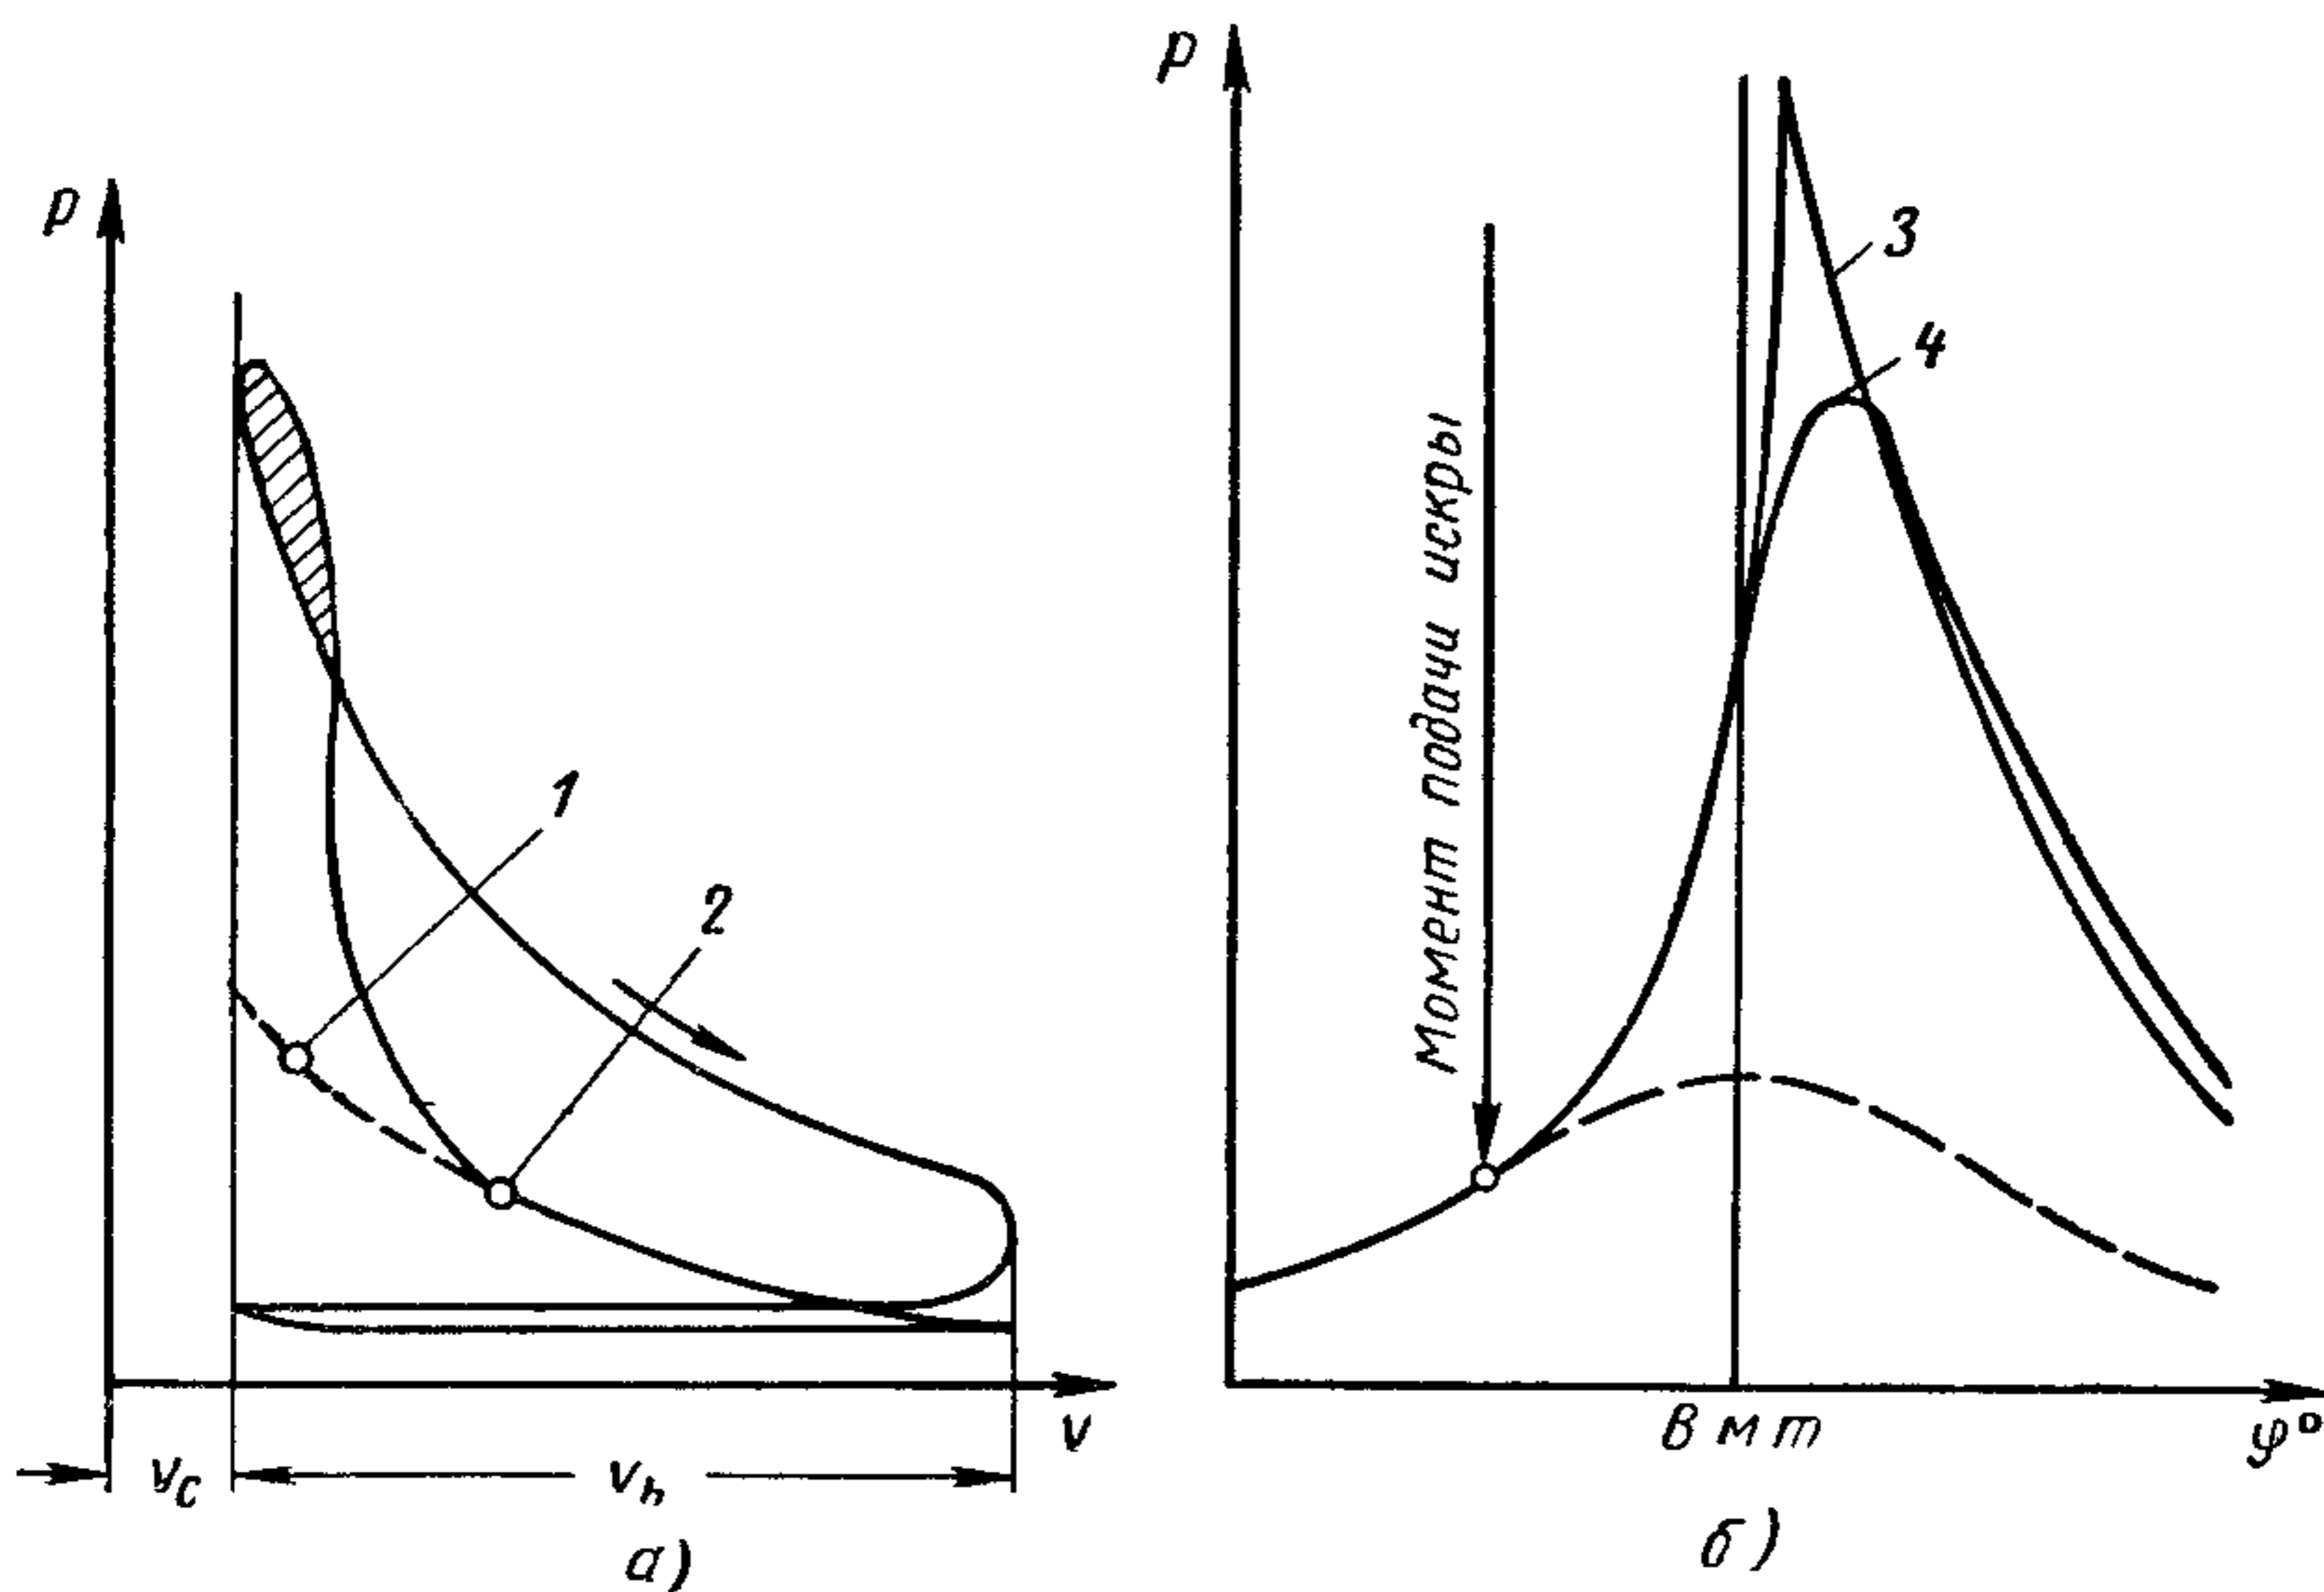 p
1
2
v
v_c
v_h
а)
p
Момент подачи искры
3
4
в м т
φ°
б)